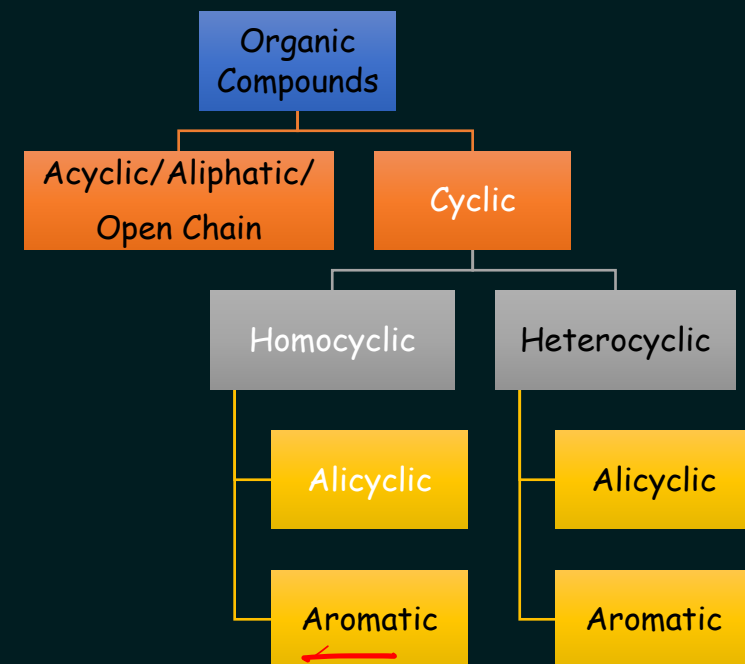 Organic
Compounds
Acyclic/Aliphatic/
Open Chain
Cyclic
Homocyclic
Heterocyclic
Alicyclic
Alicyclic
Aromatic
Aromatic